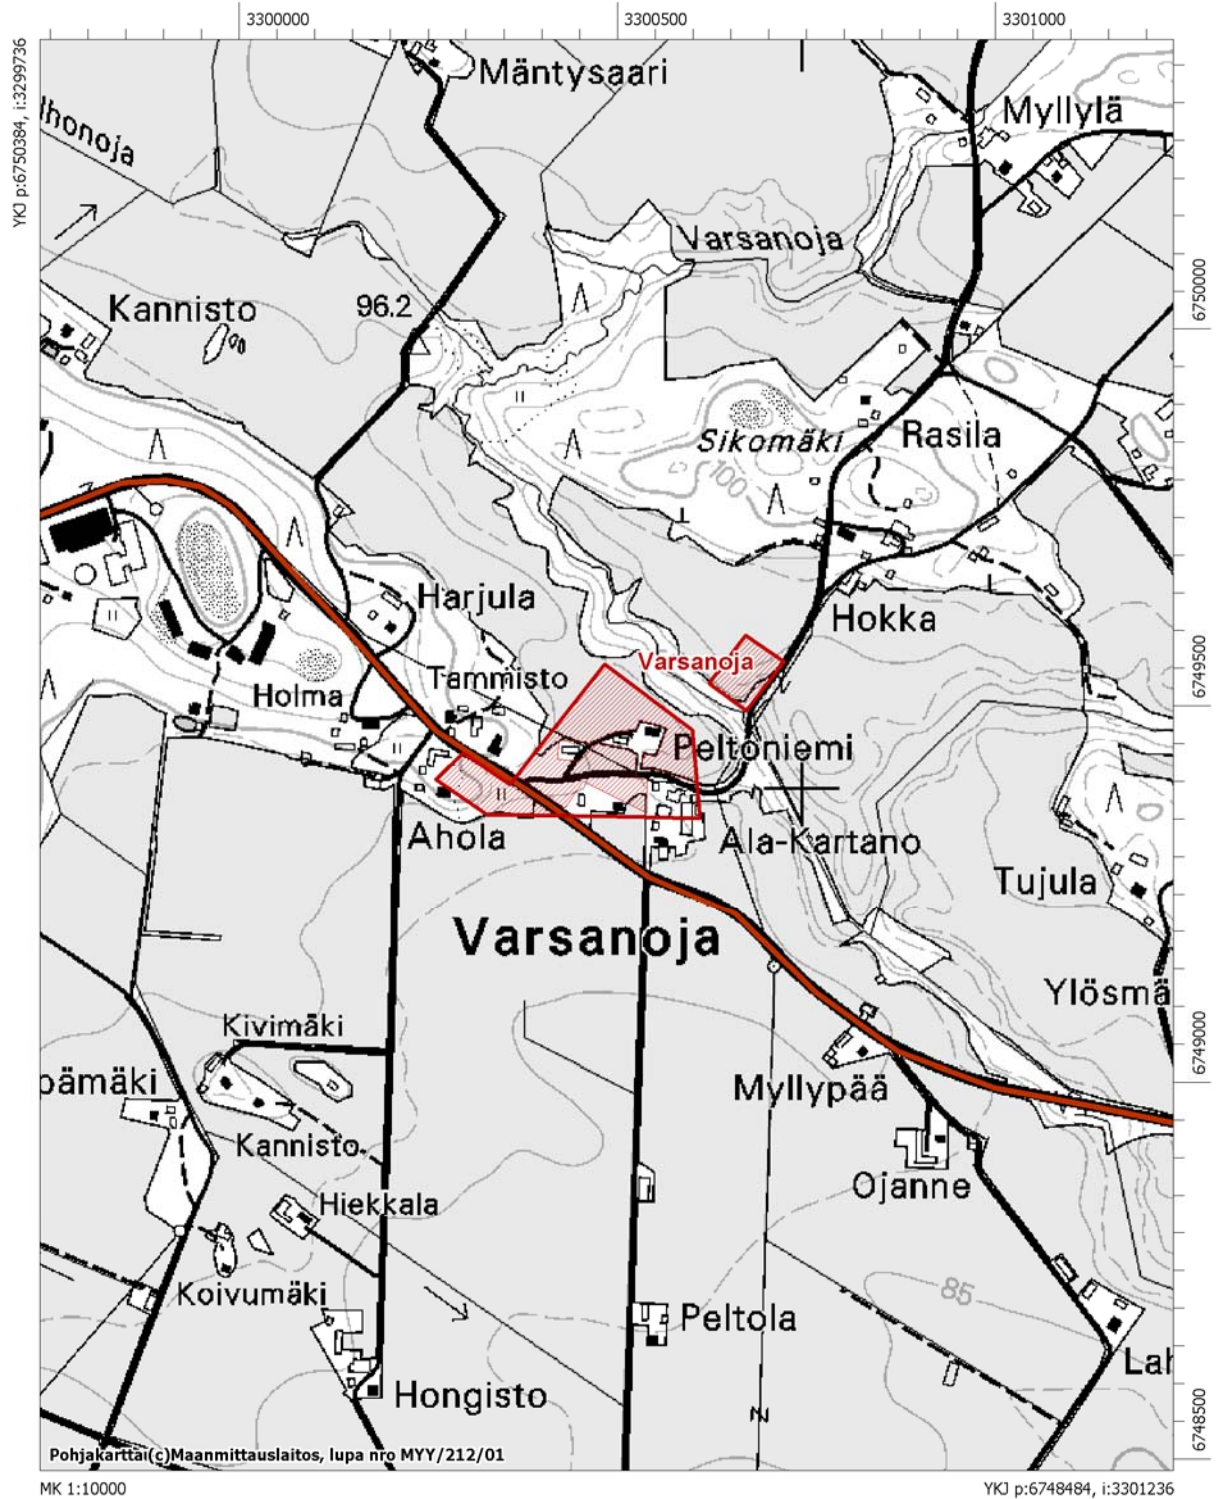 3300000
3300500
3301000
YKJ p:6750384, i:3299736
Mäntysaari
Myllylä
lhonoja
Varsanoja
6750000
Kannisto
96.2
Sikomäki
Rasila
100
Harjula
Hokka
Varsanoja
6749500
Tammisto
Holma
Peltoniemi
Ahola
Ala-Kartano
Tujula
Varsanoja
Ylösmä
Kivimäki
6749000
pämäki
Myllypää
Kannisto
Ojanne
Hiekkala
Koivumäki
85
Peltola
Lah
Hongisto
6748500
Z
Pohjakartta(c)Maanmittauslaitos, lupa nro MYY/212/01
MK 1:10000
YKJ p:6748484, i:3301236